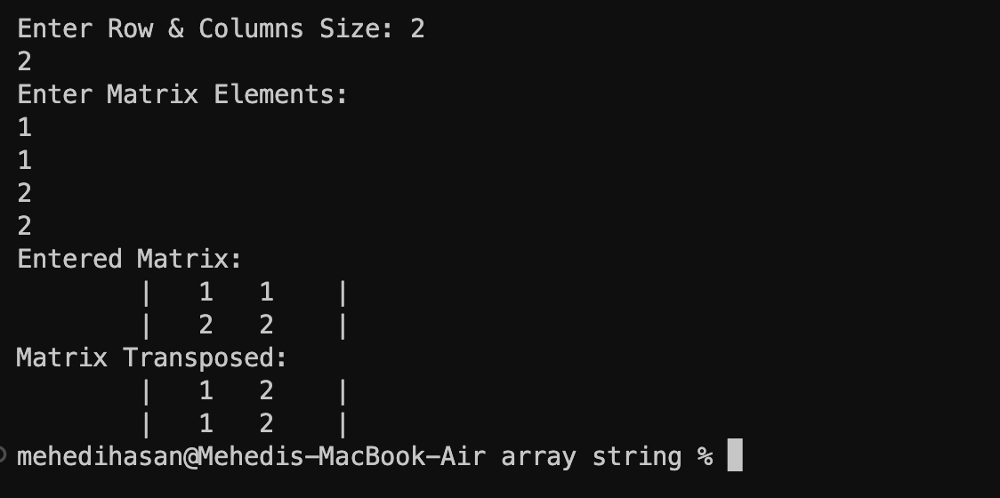 Enter Row & Columns Size: 2
2
Enter Matrix Elements:
1
1
2
2
Entered Matrix:
| 1 1 |
| 2 2 |
Matrix Transposed:
| 1 2 |
| 1 2 |
mehedihasan@Mehedis-MacBook-Air array string %